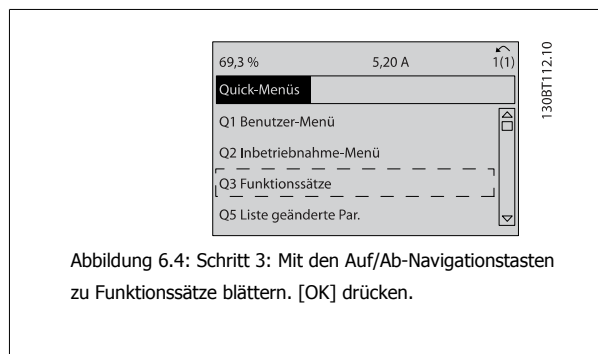 69,3 % 5,20 A 1(1)
Quick-Menüs
Q1 Benutzer-Menü
Q2 Inbetriebnahme-Menü
Q3 Funktionssätze
Q5 Liste geänderte Par.
130BT112.10
Abbildung 6.4: Schritt 3: Mit den Auf/Ab-Navigationstasten
zu Funktionssätze blättern. [OK] drücken.